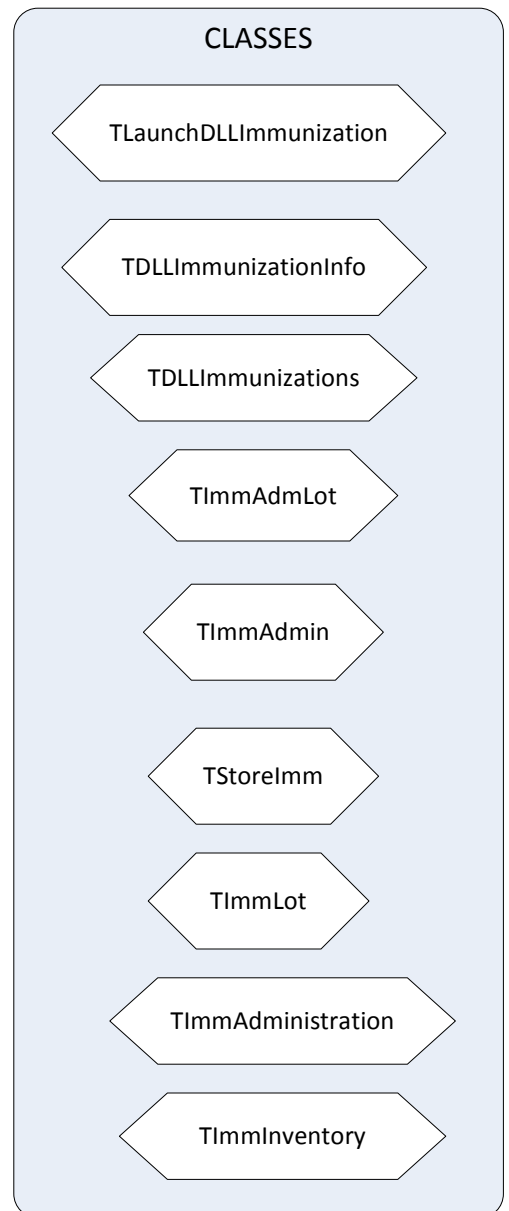 CLASSES
TLaunchDLLImmunization
TDLLImmunizationInfo
TDLLImmunizations
TImmAdmLot
TImmAdmin
TStoreImm
TImmLot
TImmAdministration
TImmInventory